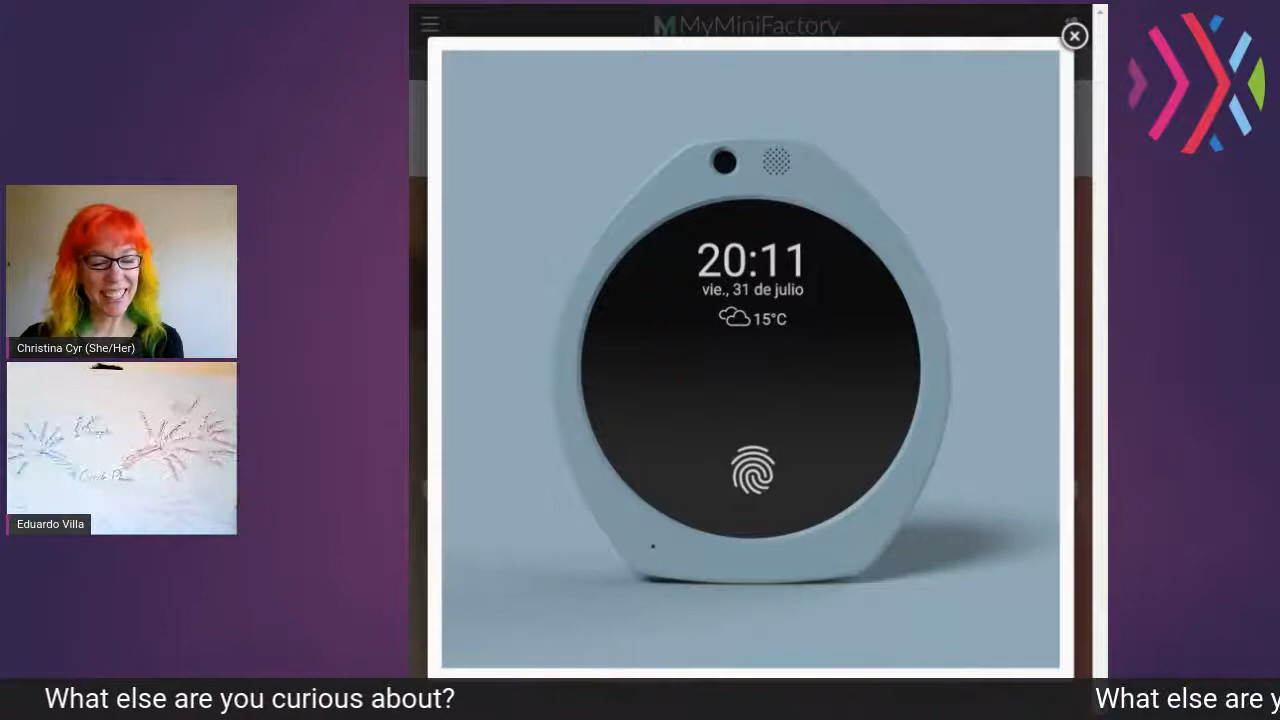 MyMiniFactory
20:11
vie., 31 de julio
15°C
Christina Cyr (She/Her)
Eduardo Villa
What else are you curious about?
What else are y